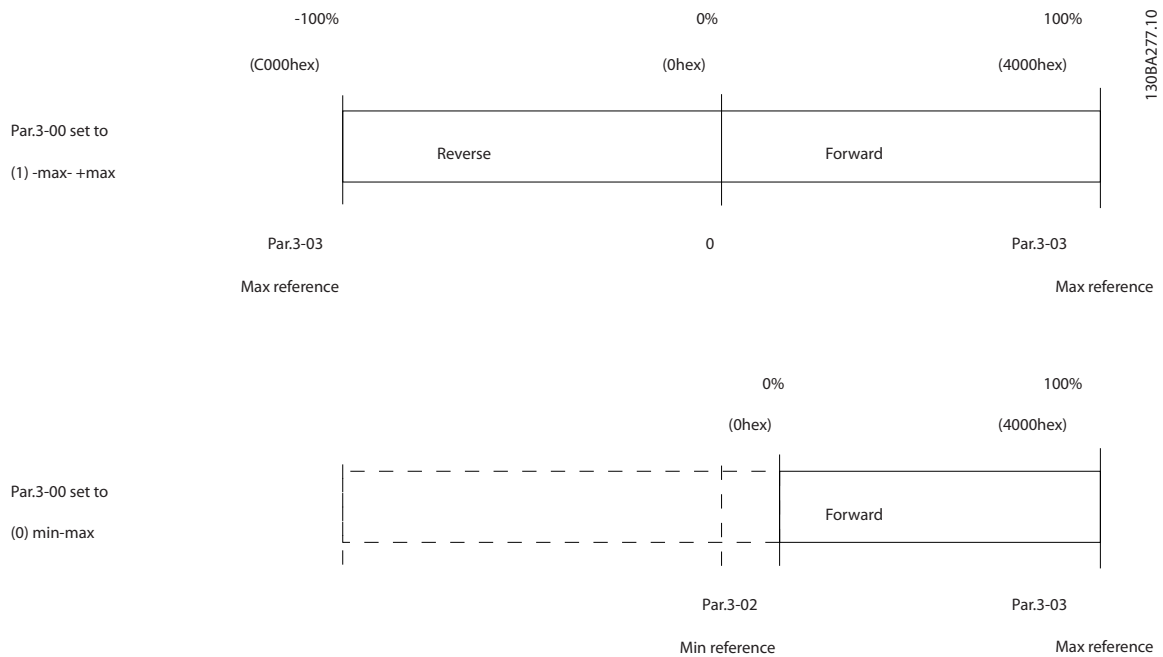 -100% 0% 100%
(C000hex) (0hex) (4000hex)
130BA277.10
Par.3-00 set to
(1) -max- +max
Reverse Forward
Par.3-03 0 Par.3-03
Max reference Max reference
0% 100%
(0hex) (4000hex)
Par.3-00 set to
(0) min-max
Forward
Par.3-02 Par.3-03
Min reference Max reference